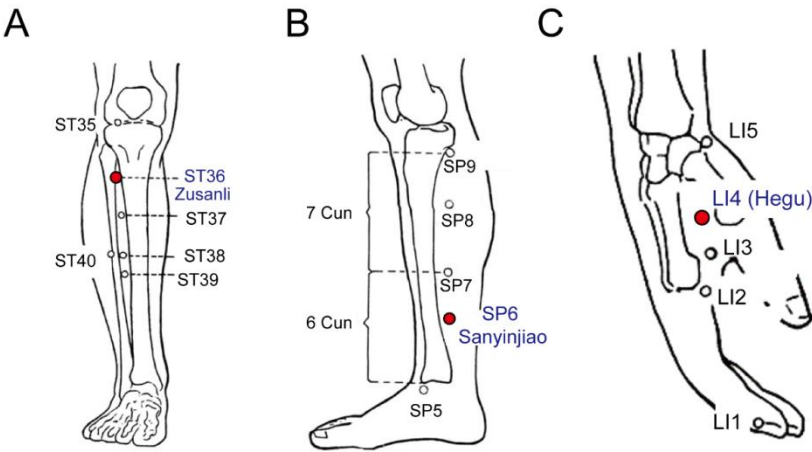 A
ST35
ST36
Zusanli
ST37
ST40
ST38
ST39
B
SP9
7 Cun
SP8
SP7
6 Cun
SP6
Sanyinjiao
SP5
C
LI5
LI4 (Hegu)
LI3
LI2
LI1